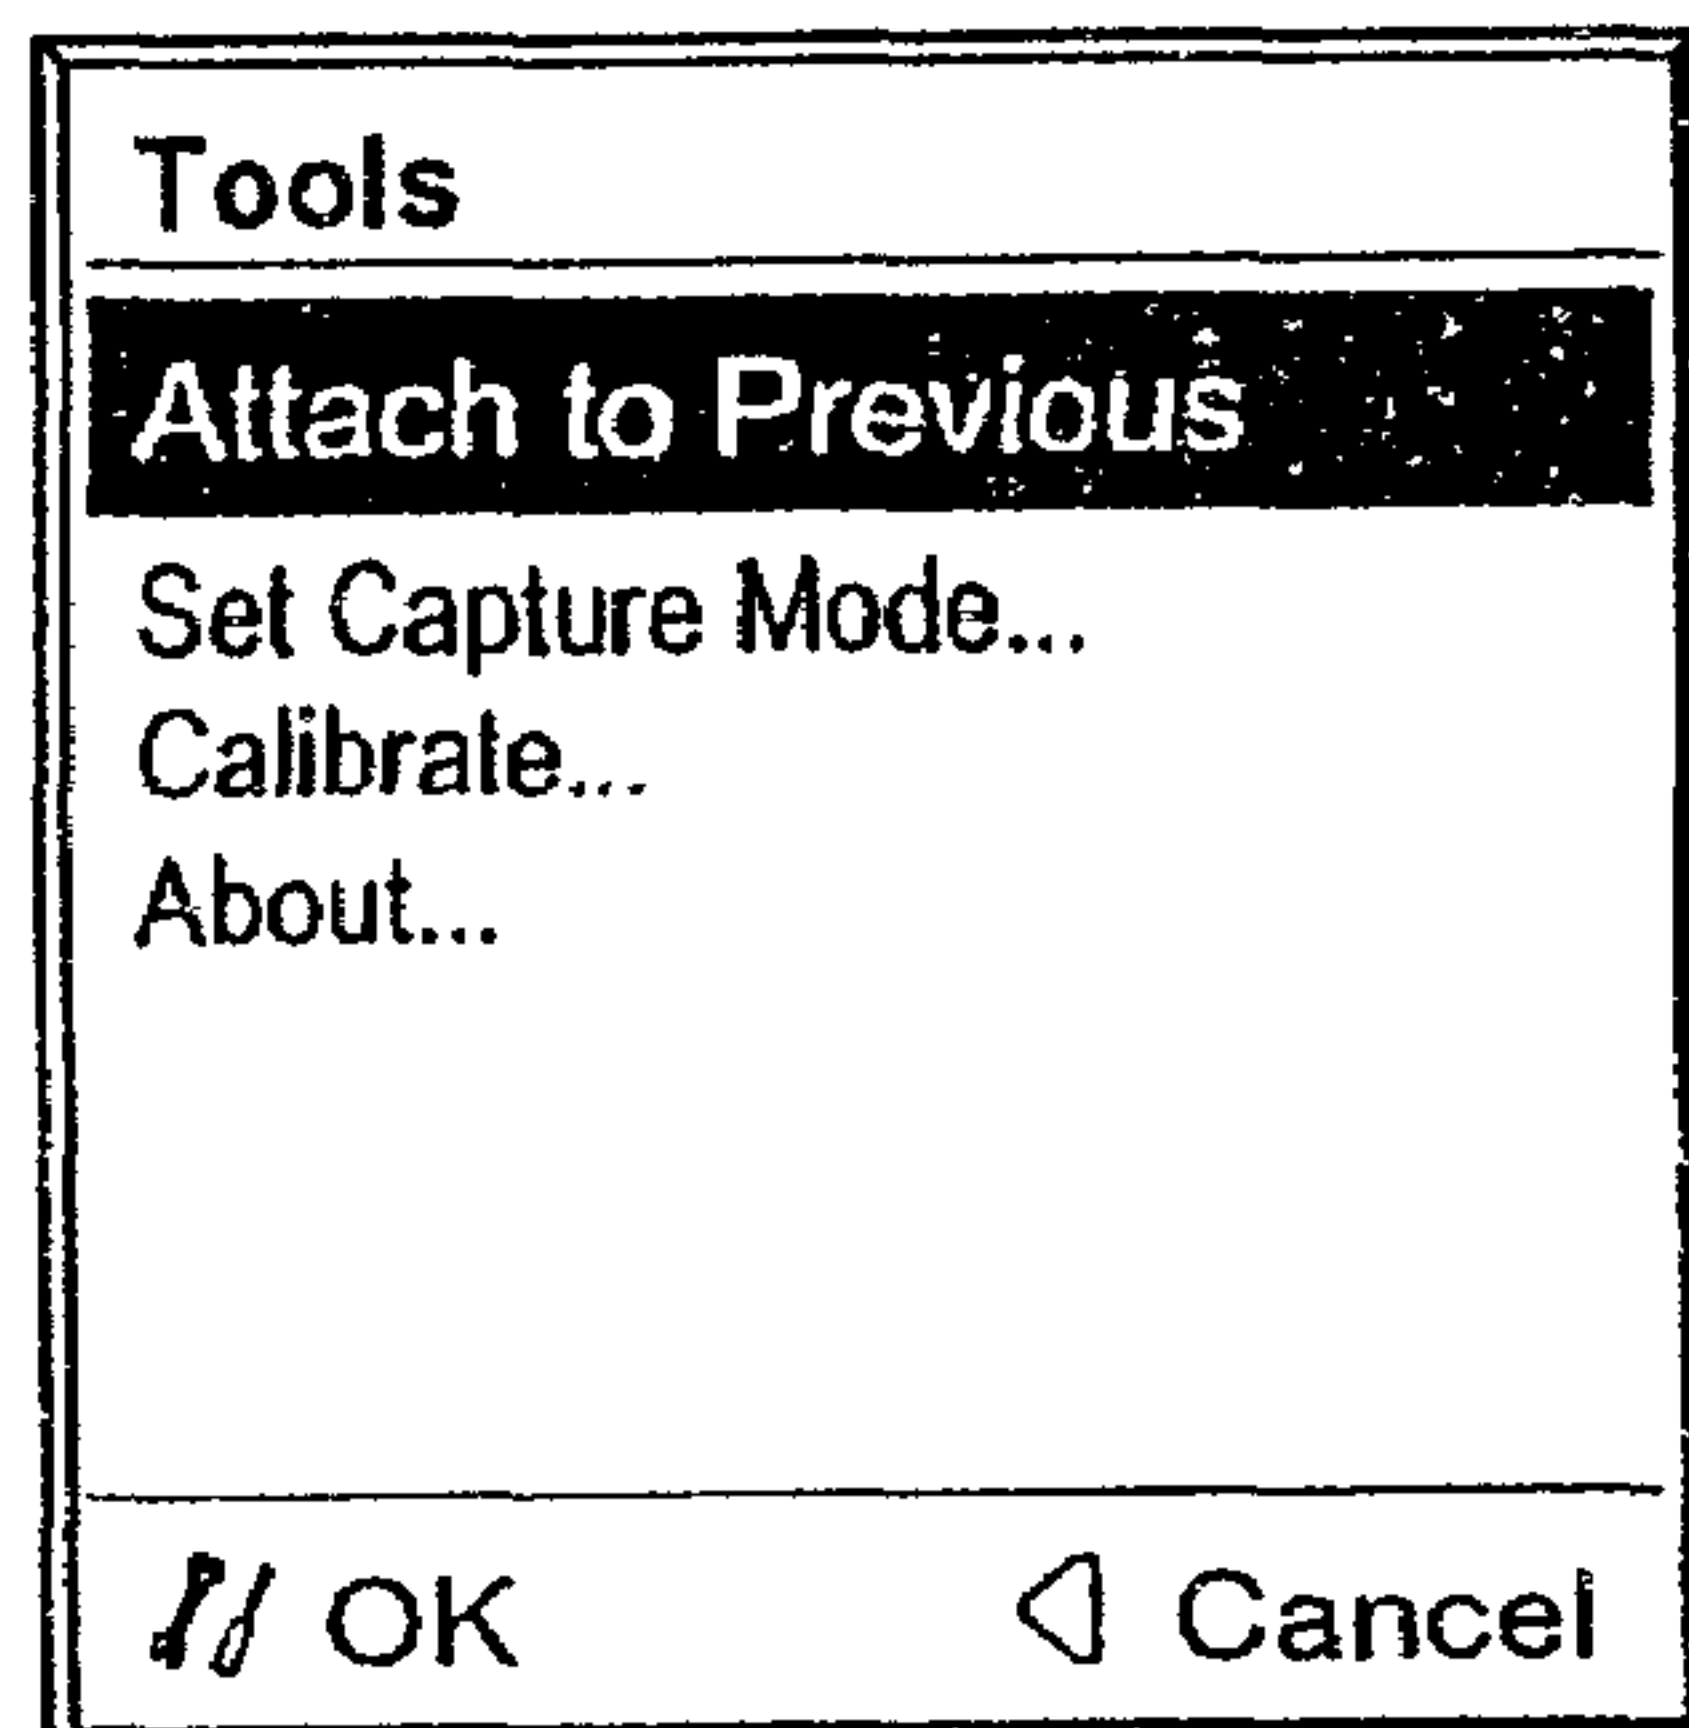 Tools
Attach to Previous
Set Capture Mode...
Calibrate...
About...
OK Cancel